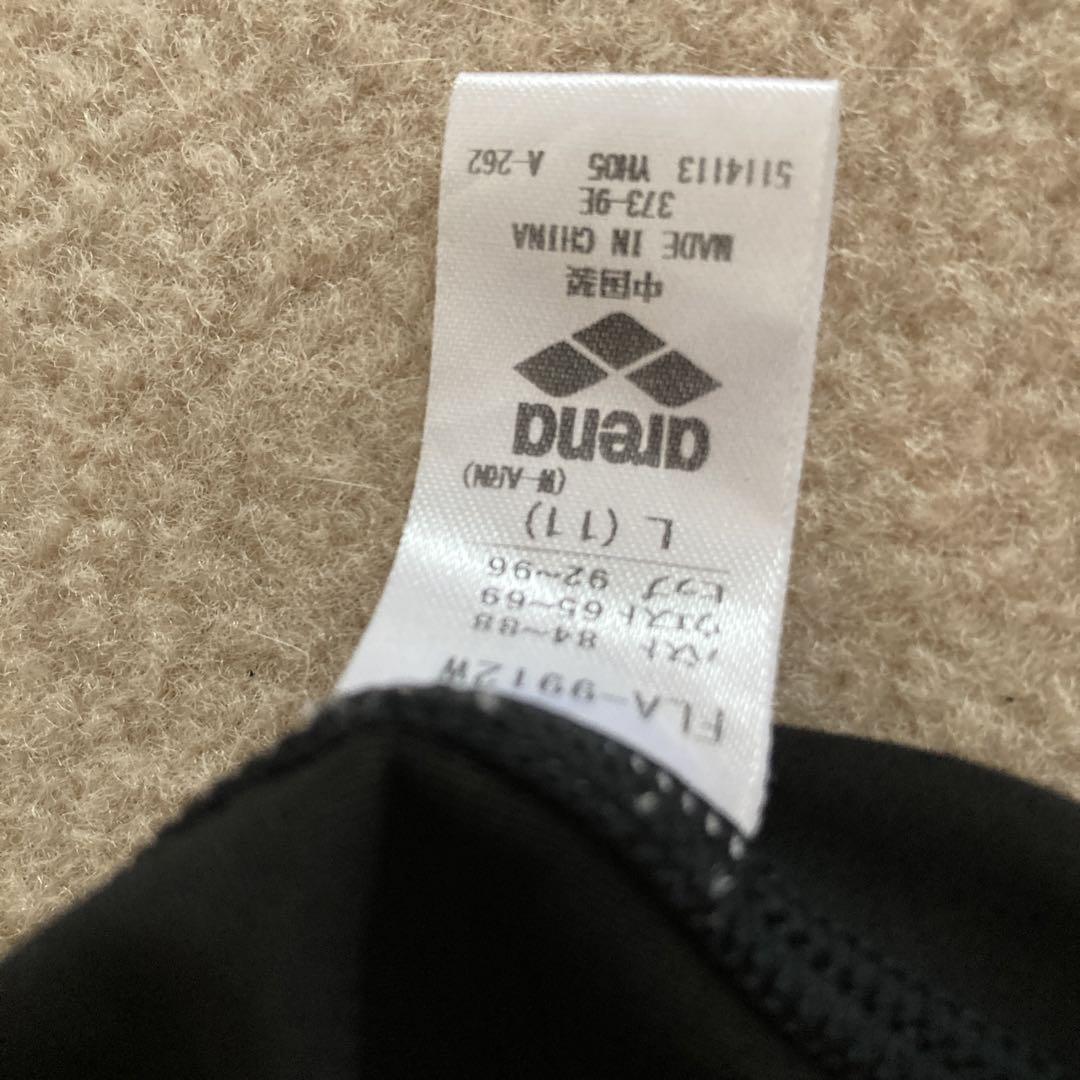 FLA-9912W
バスト 84~88
ウエスト 65~69
ヒップ 92~96
L (11)
(W-A/GN)
arena
中国製
MADE IN CHINA
373-9E
5114113 YH05 A-262